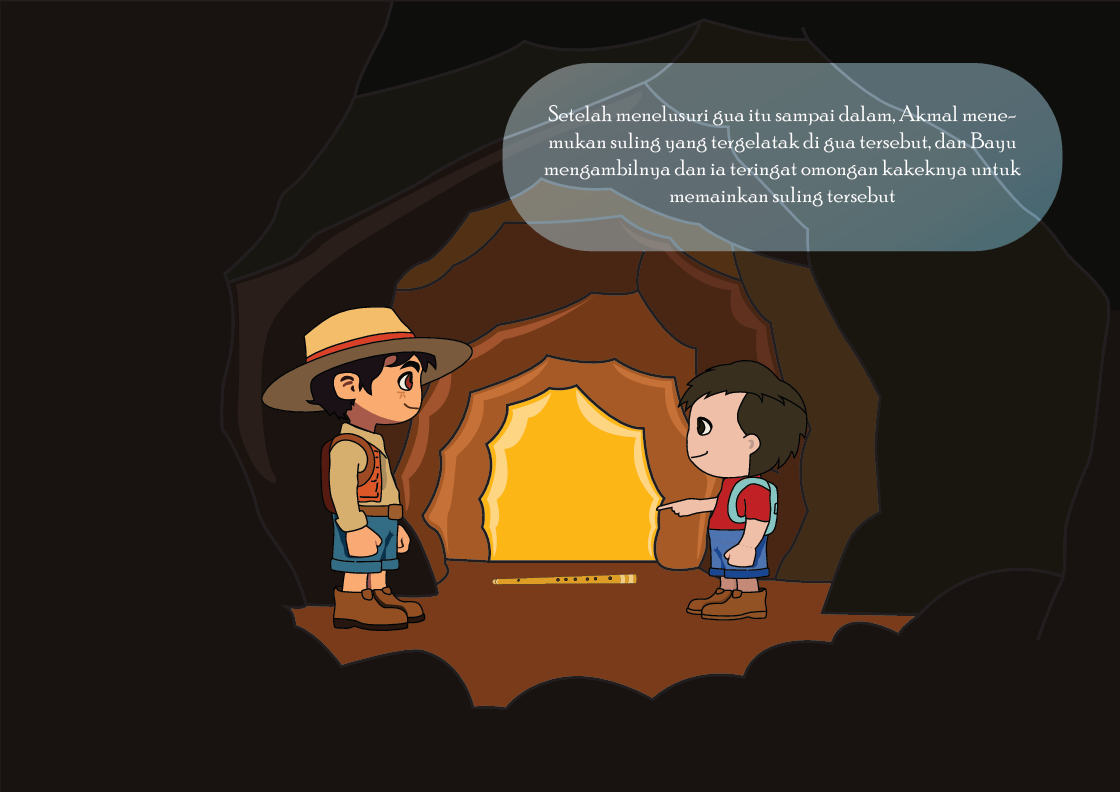 Setelah menelusuri gua itu sampai dalam, Akmal mene-
mukan suling yang tergelatak di gua tersebut, dan Bayu
mengambilnya dan ia teringat omongan kakeknya untuk
memainkan suling tersebut